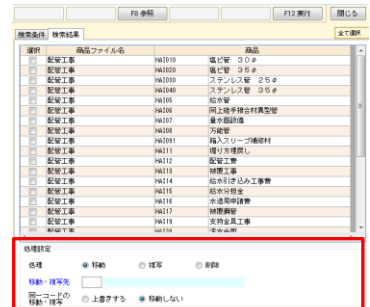 F8 参照 F12 実行 閉じる
検索条件 検索結果 全て選択
選択 商品ファイル名 商品
配管工事 HAI010 塩ビ管 30φ
配管工事 HAI020 塩ビ管 35φ
配管工事 HAI030 ステンレス管 25φ
配管工事 HAI040 ステンレス管 35φ
配管工事 HAI05 給水管
配管工事 HAI06 同上継手接合材異型管
配管工事 HAI07 量水器設備
配管工事 HAI08 万能管
配管工事 HAI091 箱入スリーブ補修材
配管工事 HAI11 堀り方埋戻し
配管工事 HAI12 配管工費
配管工事 HAI13 被覆工事
配管工事 HAI14 給水引き込み工事費
配管工事 HAI15 給水分担金
配管工事 HAI16 水道局申請費
配管工事 HAI17 被覆鋼管
配管工事 HAI19 支持金具工事
配管工事
処理設定
処理 移動 複写 削除
移動・複写先
同一コードの
移動・複写 上書きする 移動しない